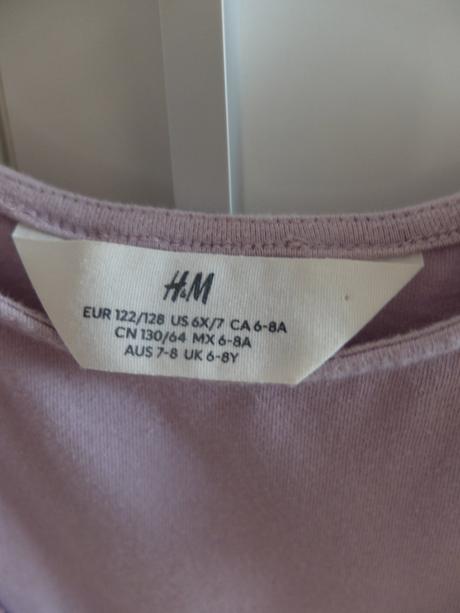 H&M
EUR 122/128 US 6X/7 CA 6-8A
CN 130/64 MX 6-8A
AUS 7-8 UK 6-8Y